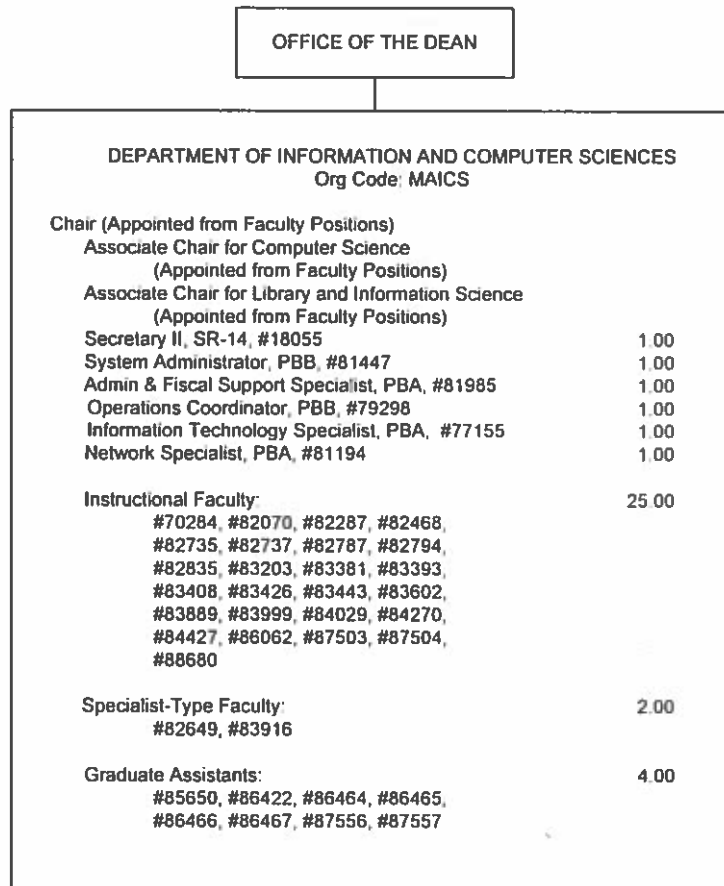 OFFICE OF THE DEAN
DEPARTMENT OF INFORMATION AND COMPUTER SCIENCES
Org Code: MAICS
Chair (Appointed from Faculty Positions)
Associate Chair for Computer Science
(Appointed from Faculty Positions)
Associate Chair for Library and Information Science
(Appointed from Faculty Positions)
Secretary II, SR-14, #18055 1.00
System Administrator, PBB, #81447 1.00
Admin & Fiscal Support Specialist, PBA, #81985 1.00
Operations Coordinator, PBB, #79298 1.00
Information Technology Specialist, PBA, #77155 1.00
Network Specialist, PBA, #81194 1.00
Instructional Faculty: 25.00
#70284, #82070, #82287, #82468,
#82735, #82737, #82787, #82794,
#82835, #83203, #83381, #83393,
#83408, #83426, #83443, #83602,
#83889, #83999, #84029, #84270,
#84427, #86062, #87503, #87504,
#88680
Specialist-Type Faculty: 2.00
#82649, #83916
Graduate Assistants: 4.00
#85650, #86422, #86464, #86465,
#86466, #86467, #87556, #87557